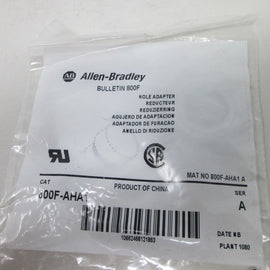 AB Allen-Bradley
BULLETIN 800F
HOLE ADAPTER
REDUCTEUR
REDUZIERRING
AGUJERO DE ADAPTACION
ADAPTADOR DE FURACAO
ANELLO DI RIDUZIONE
MAT NO 800F-AHA1 A
CAT
PRODUCT OF CHINA
SER
800F-AHA1
A
DATE NB
PLANT 1080